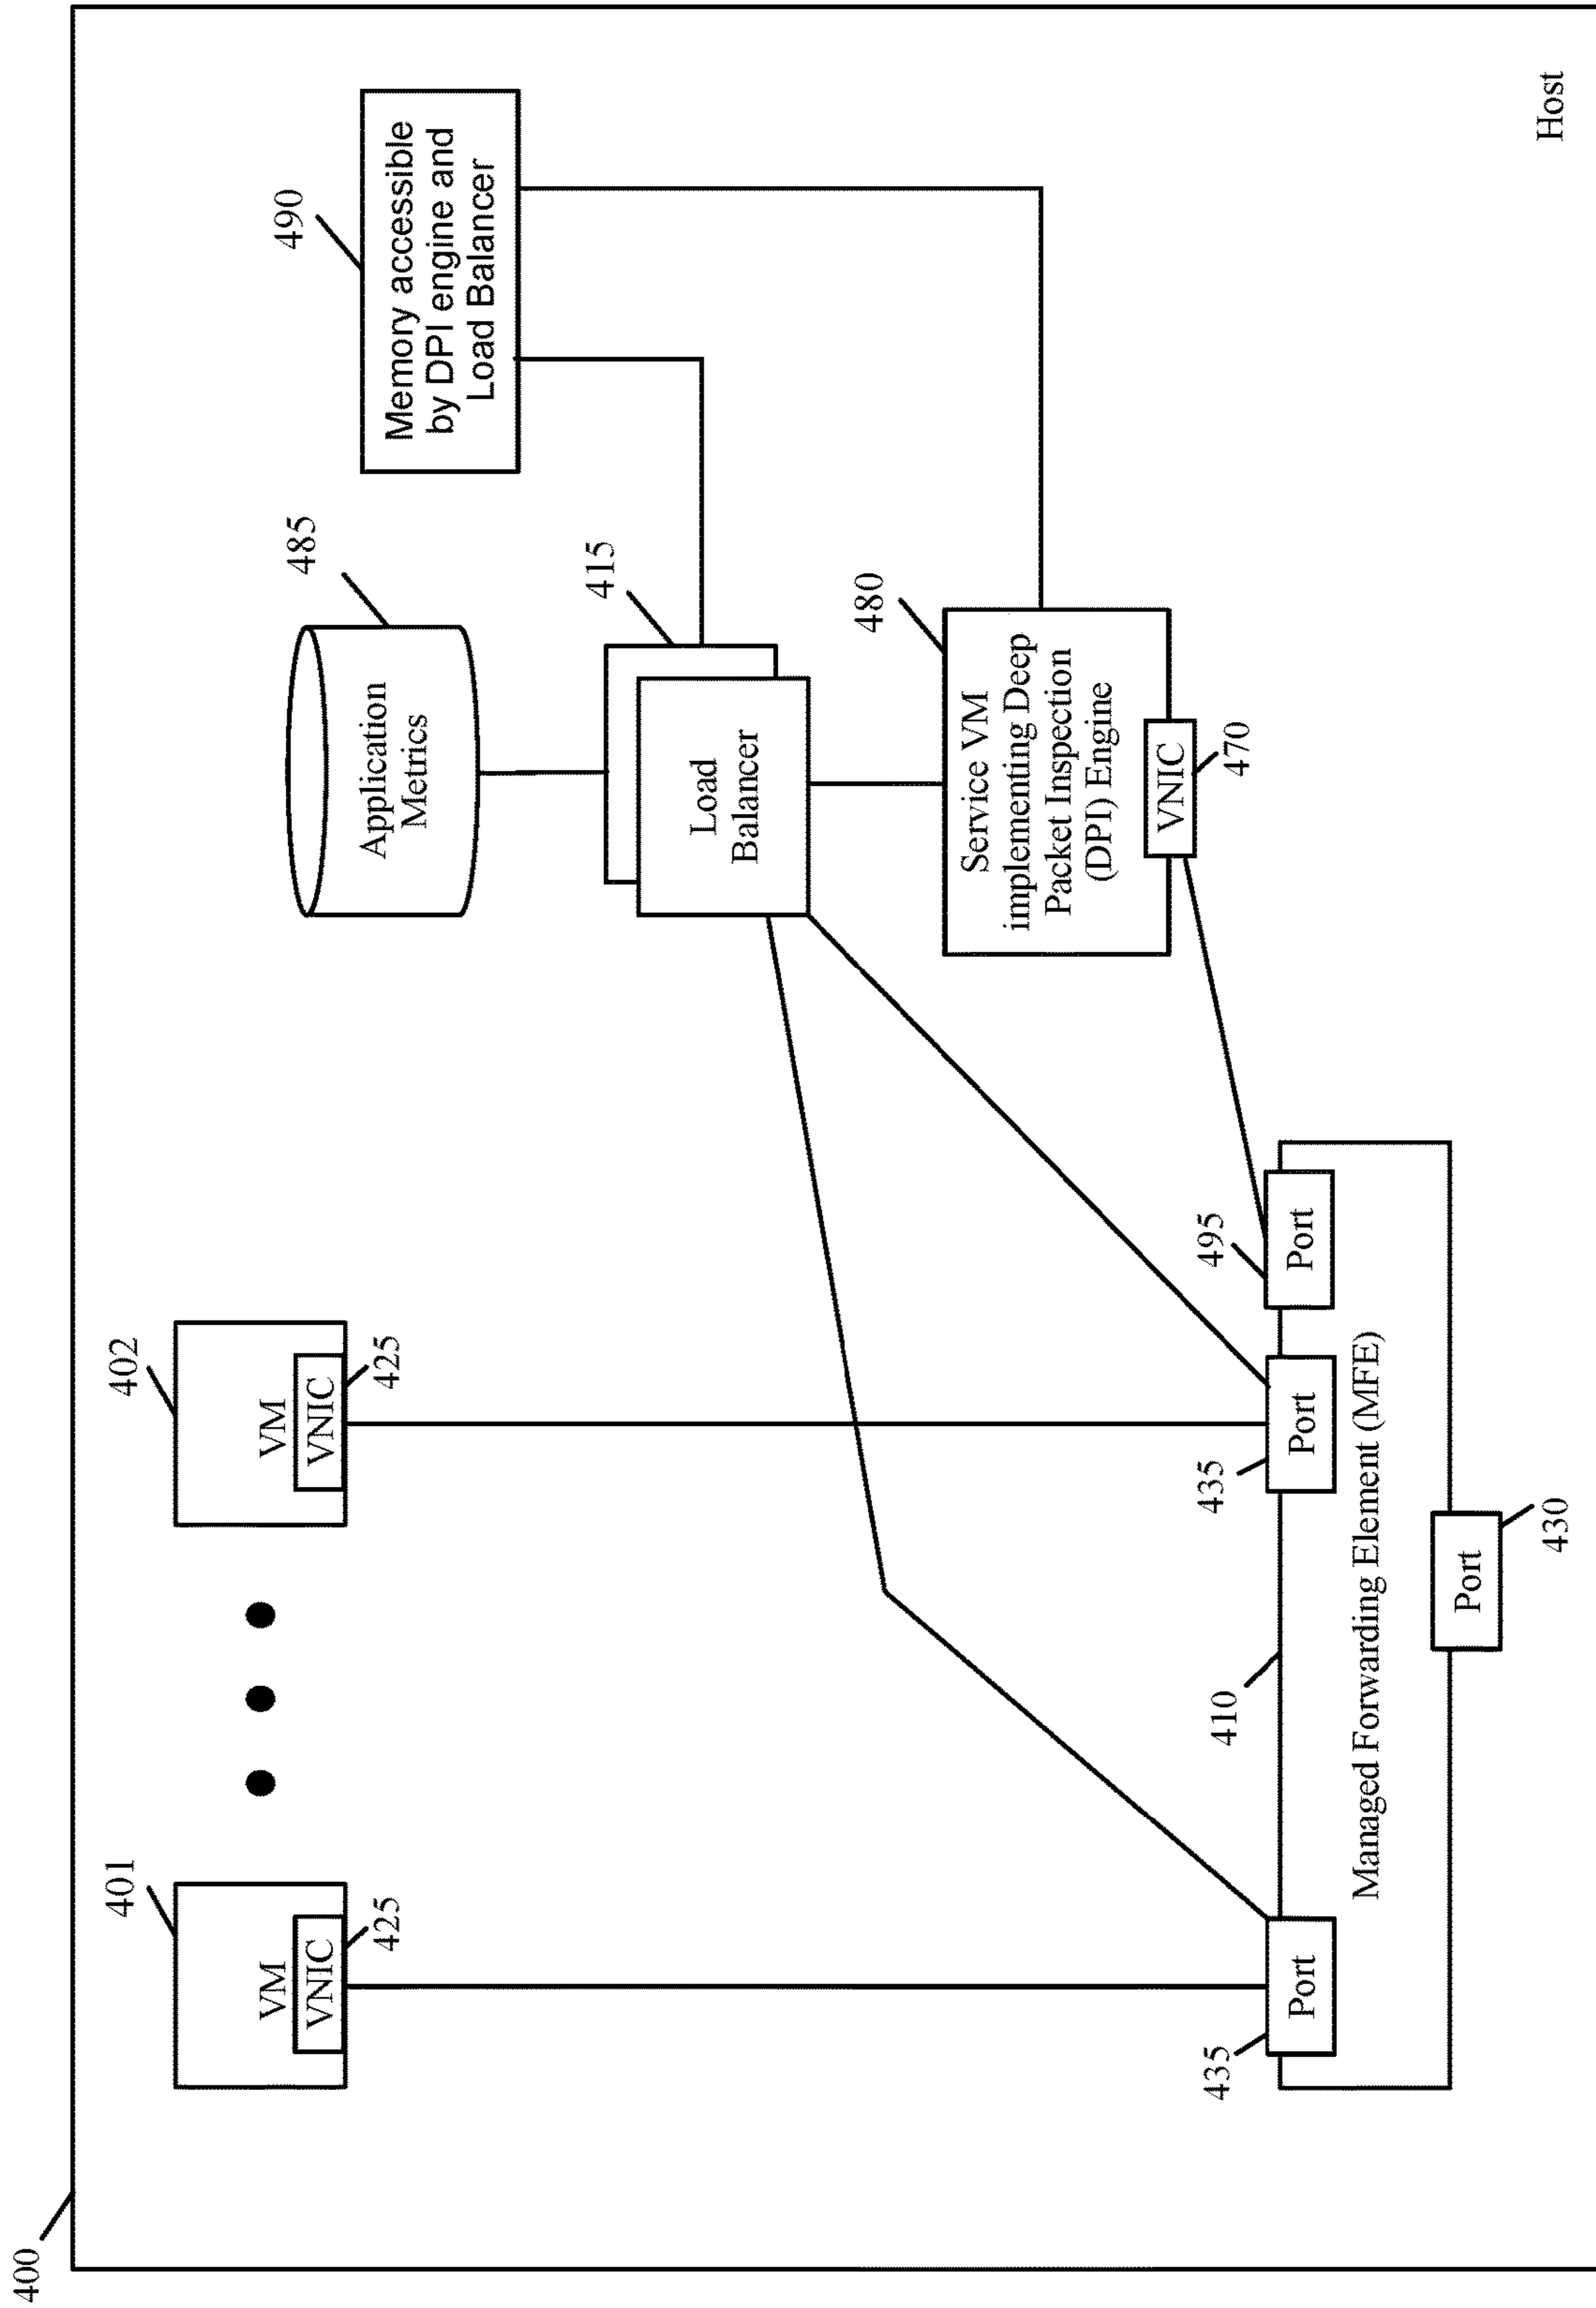 400
401
VM
VNIC
425
402
VM
VNIC
425
485
Application
Metrics
490
Memory accessible
by DPI engine and
Load Balancer
415
Load
Balancer
480
Service VM
implementing Deep
Packet Inspection
(DPI) Engine
VNIC
470
435
Port
410
435
Port
495
Port
Managed Forwarding Element (MFE)
Port
430
Host